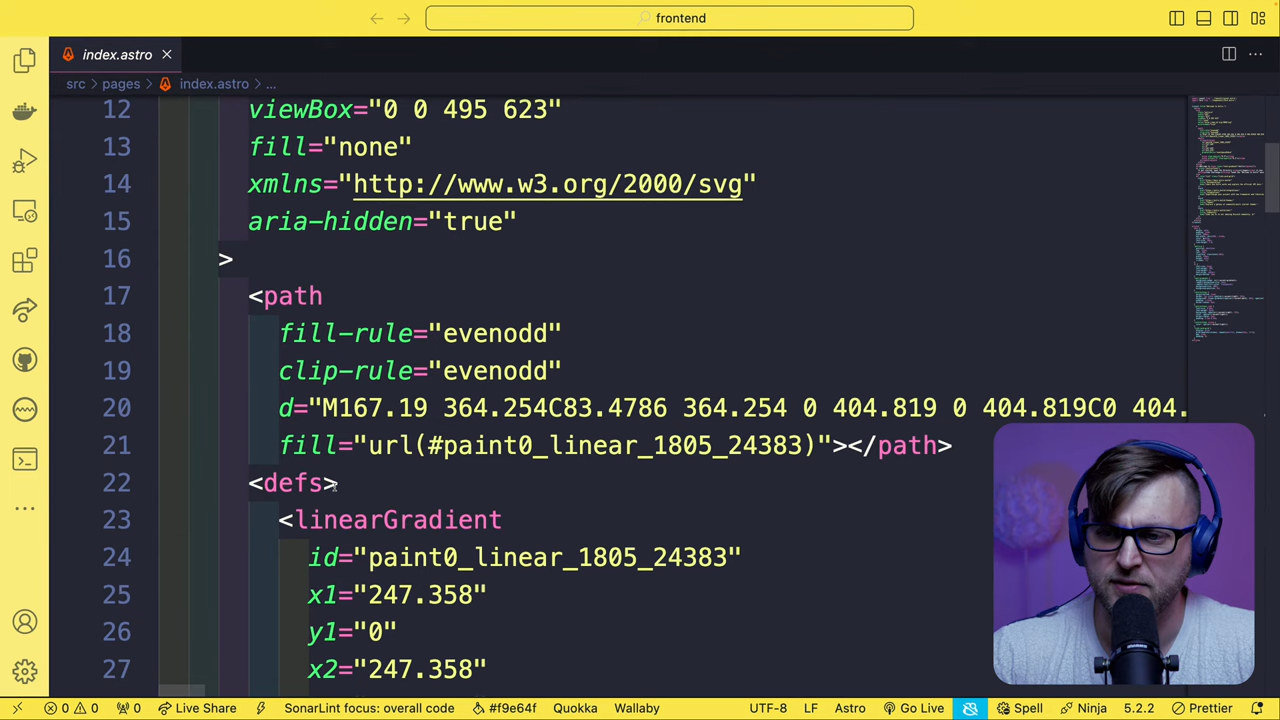 frontend
index.astro
src > pages > index.astro > ...
12 viewBox="0 0 495 623"
13 fill="none"
14 xmlns="http://www.w3.org/2000/svg"
15 aria-hidden="true"
16 >
17 <path
18 fill-rule="evenodd"
19 clip-rule="evenodd"
20 d="M167.19 364.254C83.4786 364.254 0 404.819 0 404.819C0 404.
21 fill="url(#paint0_linear_1805_24383)"></path>
22 <defs>
23 <linearGradient
24 id="paint0_linear_1805_24383"
25 x1="247.358"
26 y1="0"
27 x2="247.358"
0 0 0 Live Share SonarLint focus: overall code #f9e64f Quokka Wallaby UTF-8 LF Astro Go Live Spell Ninja 5.2.2 Prettier